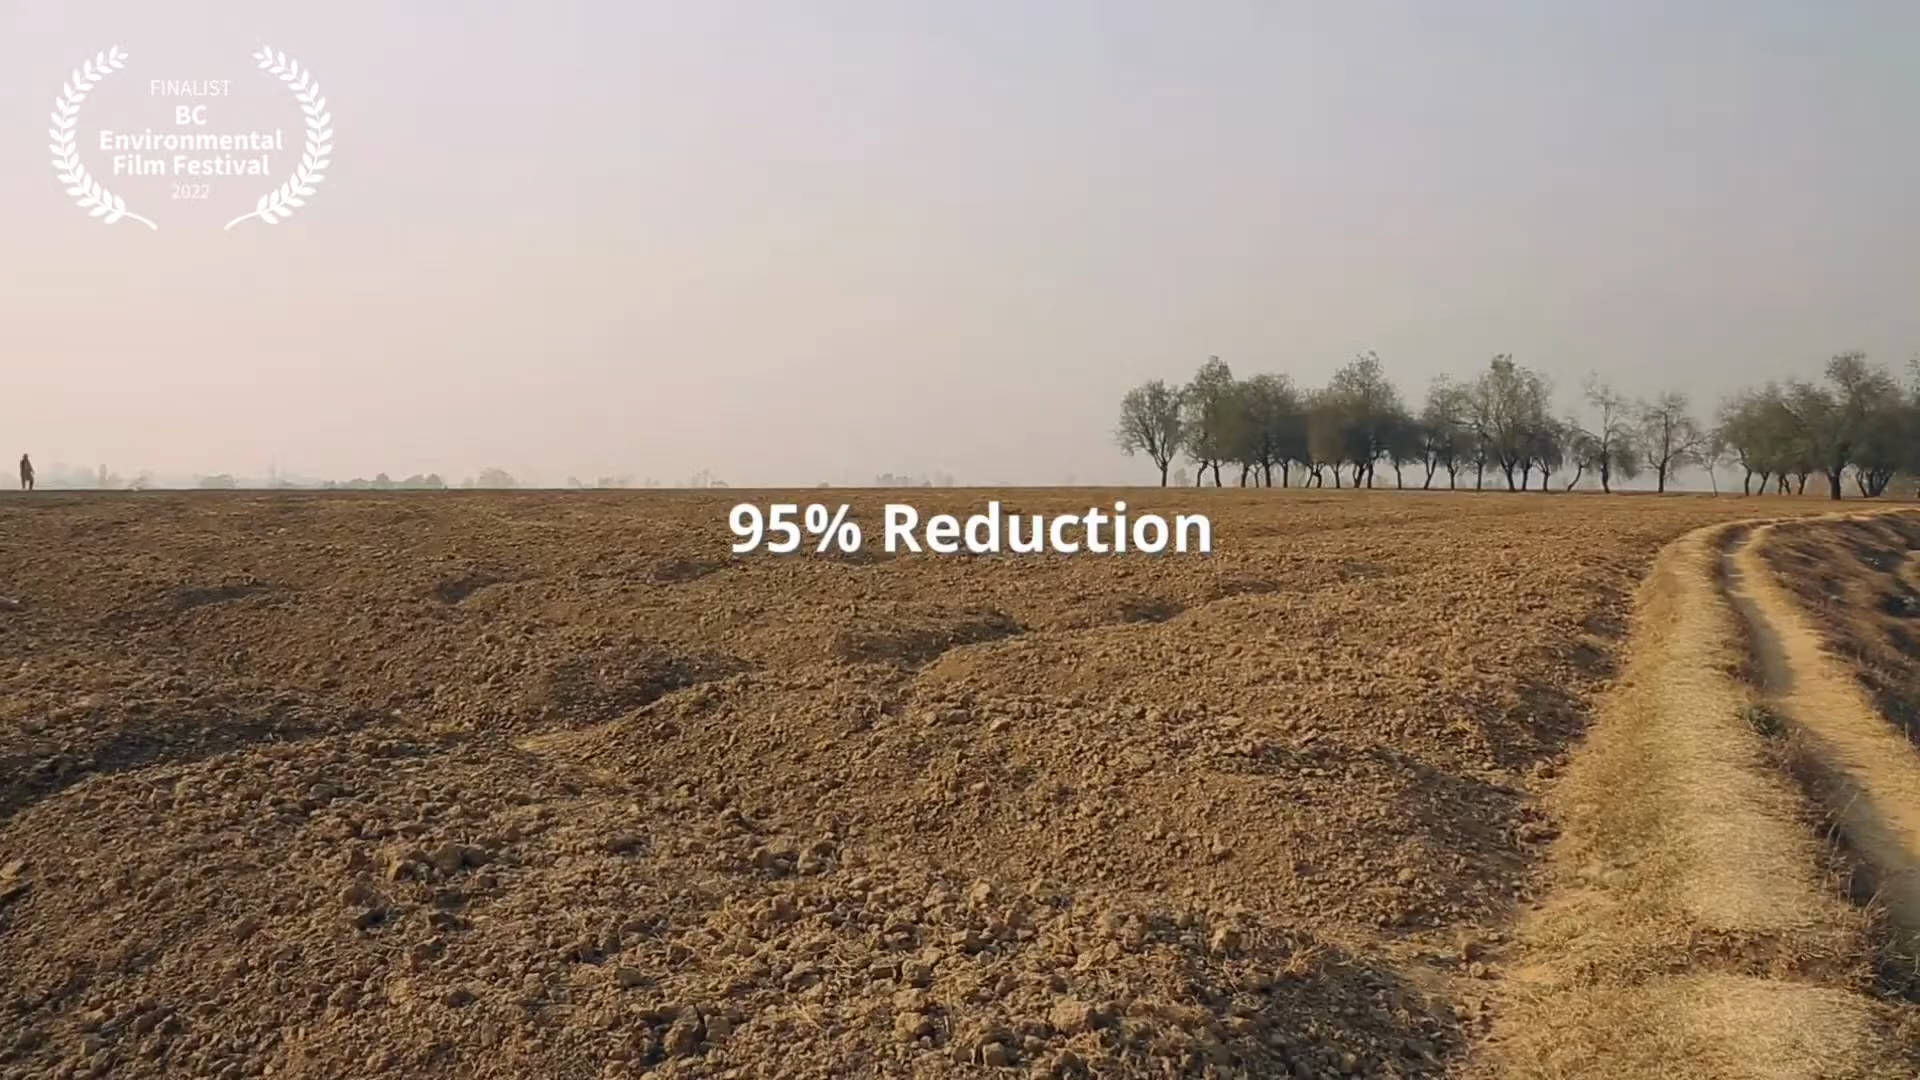 FINALIST
BC
Environmental
Film Festival
2022
95% Reduction